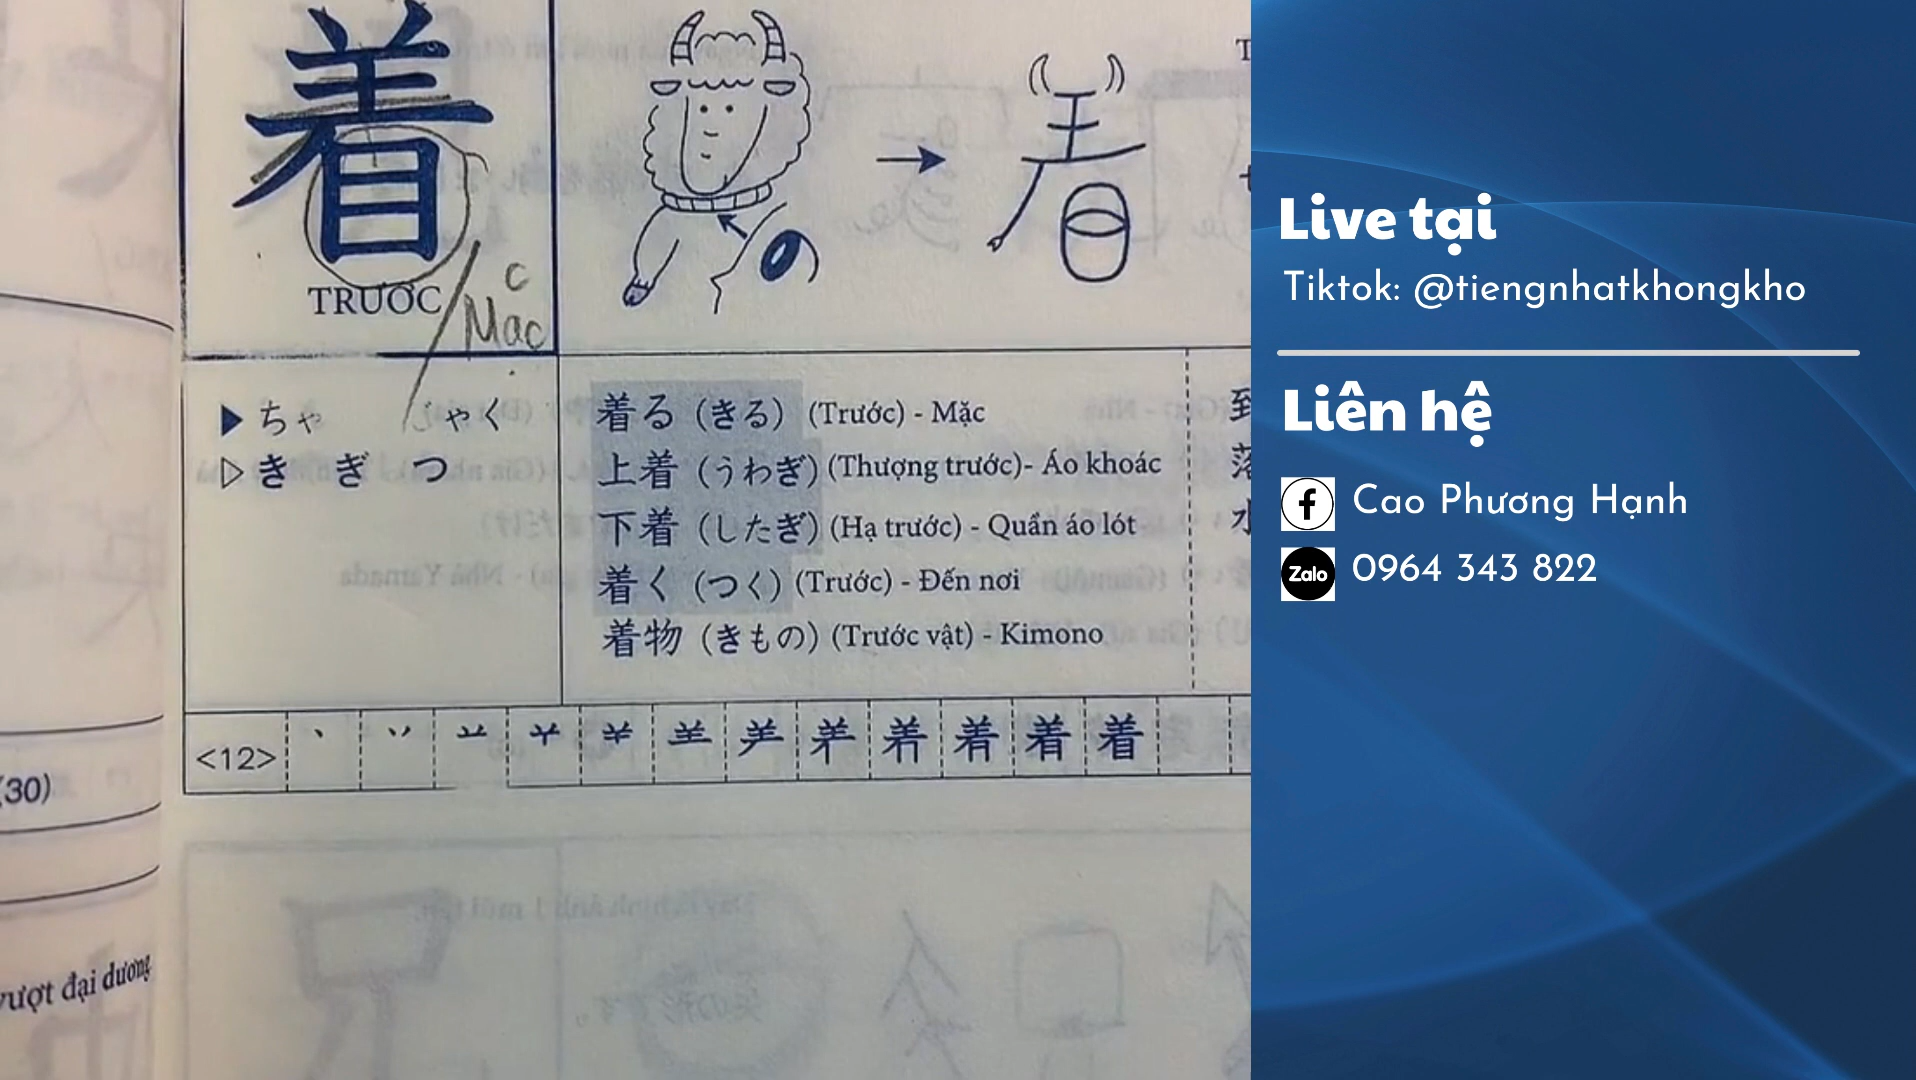 着
TRƯỚC
Mặc
▶ ちゃ じゃく
▷ き ぎ つ
着る (きる) (Trước) - Mặc
上着 (うわぎ) (Thượng trước)- Áo khoác
下着 (したぎ) (Hạ trước) - Quần áo lót
着く (つく) (Trước) - Đến nơi
着物 (きもの) (Trước vật) - Kimono
<12>
(30)
vượt đại dương
Live tại
Tiktok: @tiengnhatkhongkho
Liên hệ
Cao Phương Hạnh
Zalo 0964 343 822